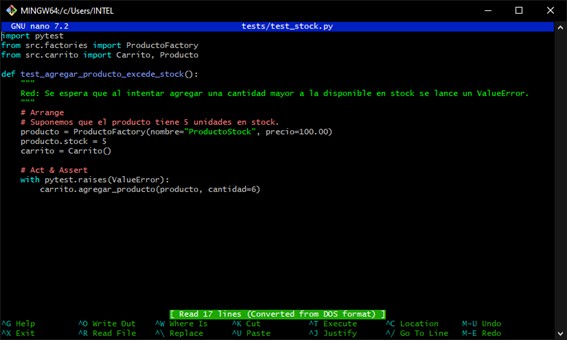 MINGW64:/c/Users/INTEL
GNU nano 7.2 tests/test_stock.py
import pytest
from src.factories import ProductoFactory
from src.carrito import Carrito, Producto
def test_agregar_producto_excede_stock():
"""
Red: Se espera que al intentar agregar una cantidad mayor a la disponible en stock se lance un ValueError.
"""
# Arrange
# Suponemos que el producto tiene 5 unidades en stock.
producto = ProductoFactory(nombre="ProductoStock", precio=100.00)
producto.stock = 5
carrito = Carrito()
# Act & Assert
with pytest.raises(ValueError):
carrito.agregar_producto(producto, cantidad=6)
[ Read 17 lines (Converted from DOS format) ]
^G Help ^O Write Out ^W Where Is ^K Cut ^T Execute ^C Location M-U Undo
^X Exit ^R Read File ^\ Replace ^U Paste ^J Justify ^/ Go To Line M-E Redo